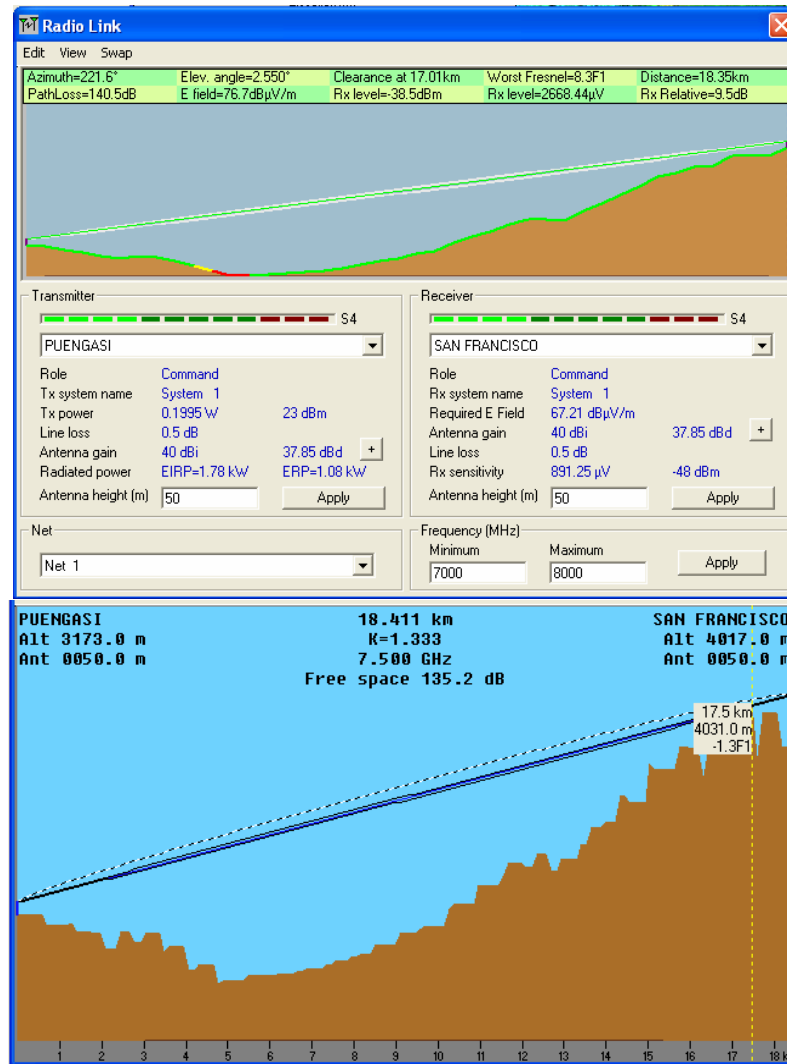 Radio Link
Edit View Swap
Azimuth=221.6° Elev. angle=2.550° Clearance at 17.01km Worst Fresnel=8.3F1 Distance=18.35km
PathLoss=140.5dB E field=76.7dBµV/m Rx level=-38.5dBm Rx level=2668.44µV Rx Relative=9.5dB
Transmitter
S4
PUENGASI
Role Command
Tx system name System 1
Tx power 0.1995 W 23 dBm
Line loss 0.5 dB
Antenna gain 40 dBi 37.85 dBd +
Radiated power EIRP=1.78 kW ERP=1.08 kW
Antenna height (m) 50 Apply
Receiver
S4
SAN FRANCISCO
Role Command
Rx system name System 1
Required E Field 67.21 dBµV/m
Antenna gain 40 dBi 37.85 dBd +
Line loss 0.5 dB
Rx sensitivity 891.25 µV -48 dBm
Antenna height (m) 50 Apply
Net
Net 1
Frequency (MHz)
Minimum Maximum
7000 8000 Apply
PUENGASI 18.411 km SAN FRANCISCO
Alt 3173.0 m K=1.333 Alt 4017.0 m
Ant 0050.0 m 7.500 GHz Ant 0050.0 m
Free space 135.2 dB
17.5 km
4031.0 m
-1.3F1
1 2 3 4 5 6 7 8 9 10 11 12 13 14 15 16 17 18 k